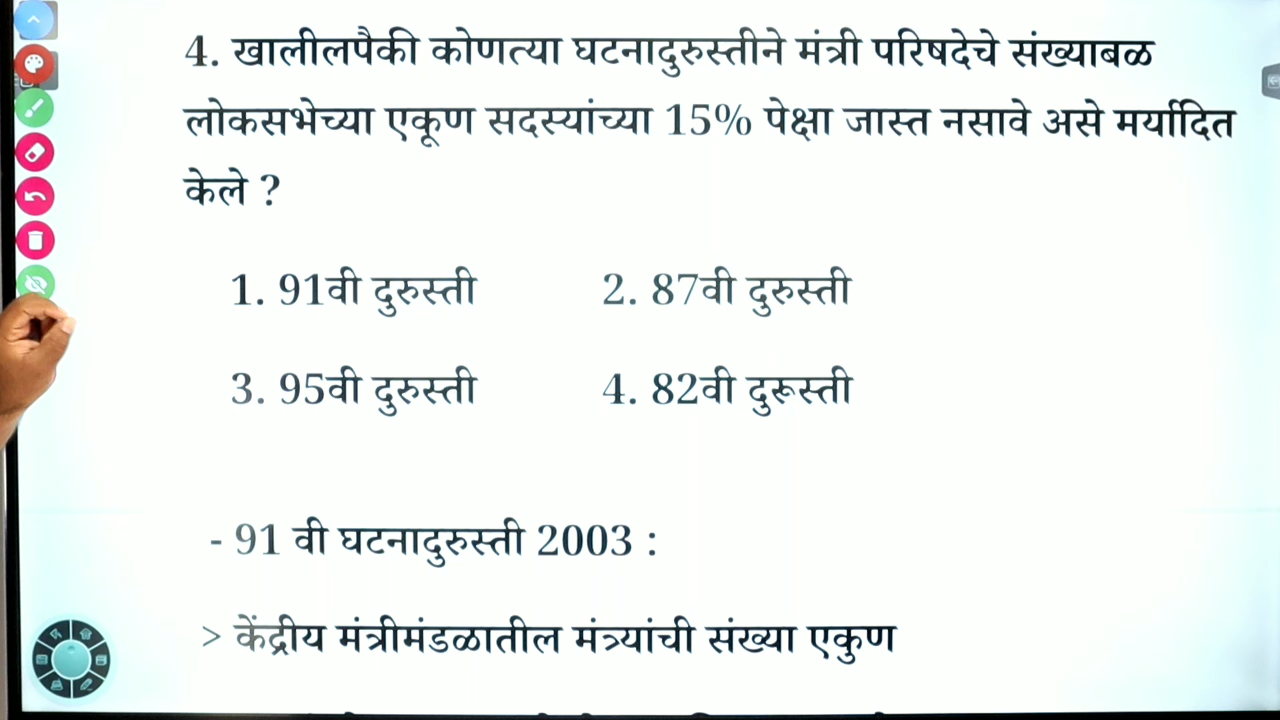 4. खालीलपैकी कोणत्या घटनादुरुस्तीने मंत्री परिषदेचे संख्याबळ
लोकसभेच्या एकूण सदस्यांच्या 15% पेक्षा जास्त नसावे असे मर्यादित
केले ?
1. 91वी दुरुस्ती 2. 87वी दुरुस्ती
3. 95वी दुरुस्ती 4. 82वी दुरूस्ती
- 91 वी घटनादुरुस्ती 2003 :
> केंद्रीय मंत्रीमंडळातील मंत्र्यांची संख्या एकुण